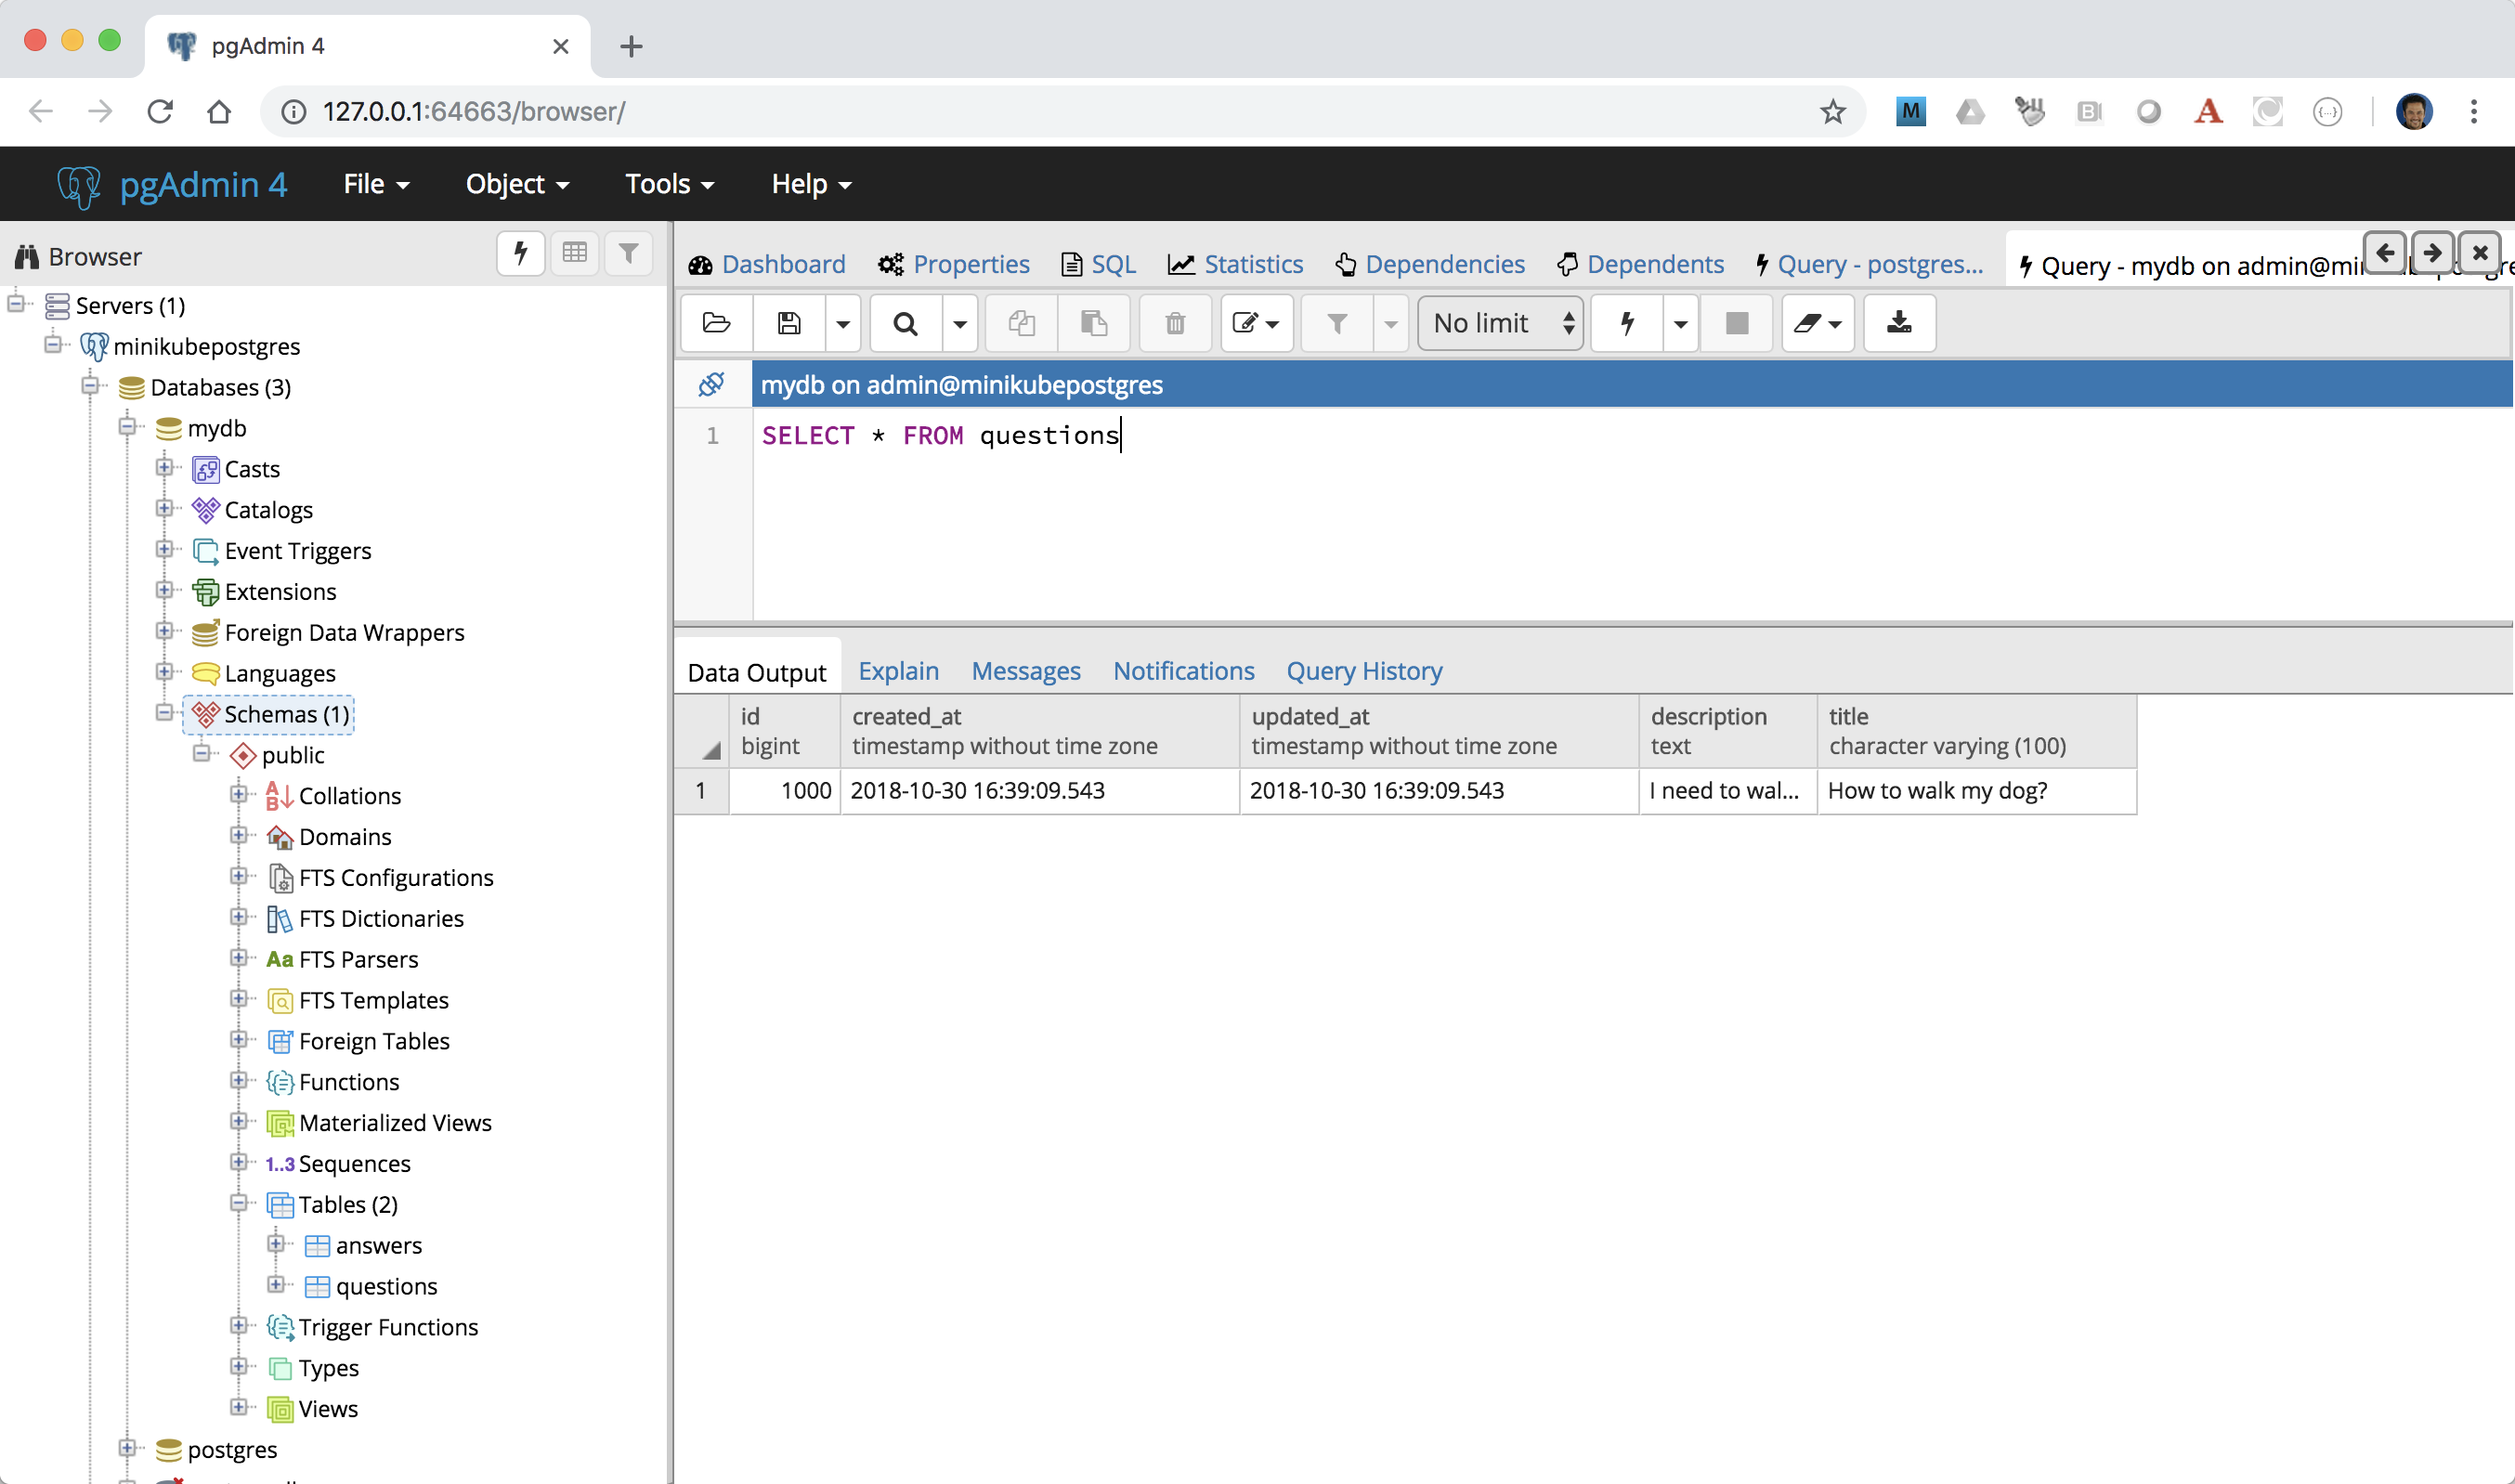 pgAdmin 4
127.0.0.1:64663/browser/
M
B
A
{...}
pgAdmin 4 File Object Tools Help
Browser
Servers (1)
minikubepostgres
Databases (3)
mydb
Casts
Catalogs
Event Triggers
Extensions
Foreign Data Wrappers
Languages
Schemas (1)
public
Collations
Domains
FTS Configurations
FTS Dictionaries
Aa FTS Parsers
FTS Templates
Foreign Tables
Functions
Materialized Views
1..3 Sequences
Tables (2)
answers
questions
Trigger Functions
Types
Views
postgres
Dashboard Properties SQL Statistics Dependencies Dependents Query - postgres... Query - mydb on
No limit
mydb on admin@minikubepostgres
1 SELECT * FROM questions
Data Output Explain Messages Notifications Query History
id created_at updated_at description title
bigint timestamp without time zone timestamp without time zone text character varying (100)
1 1000 2018-10-30 16:39:09.543 2018-10-30 16:39:09.543 I need to wal... How to walk my dog?